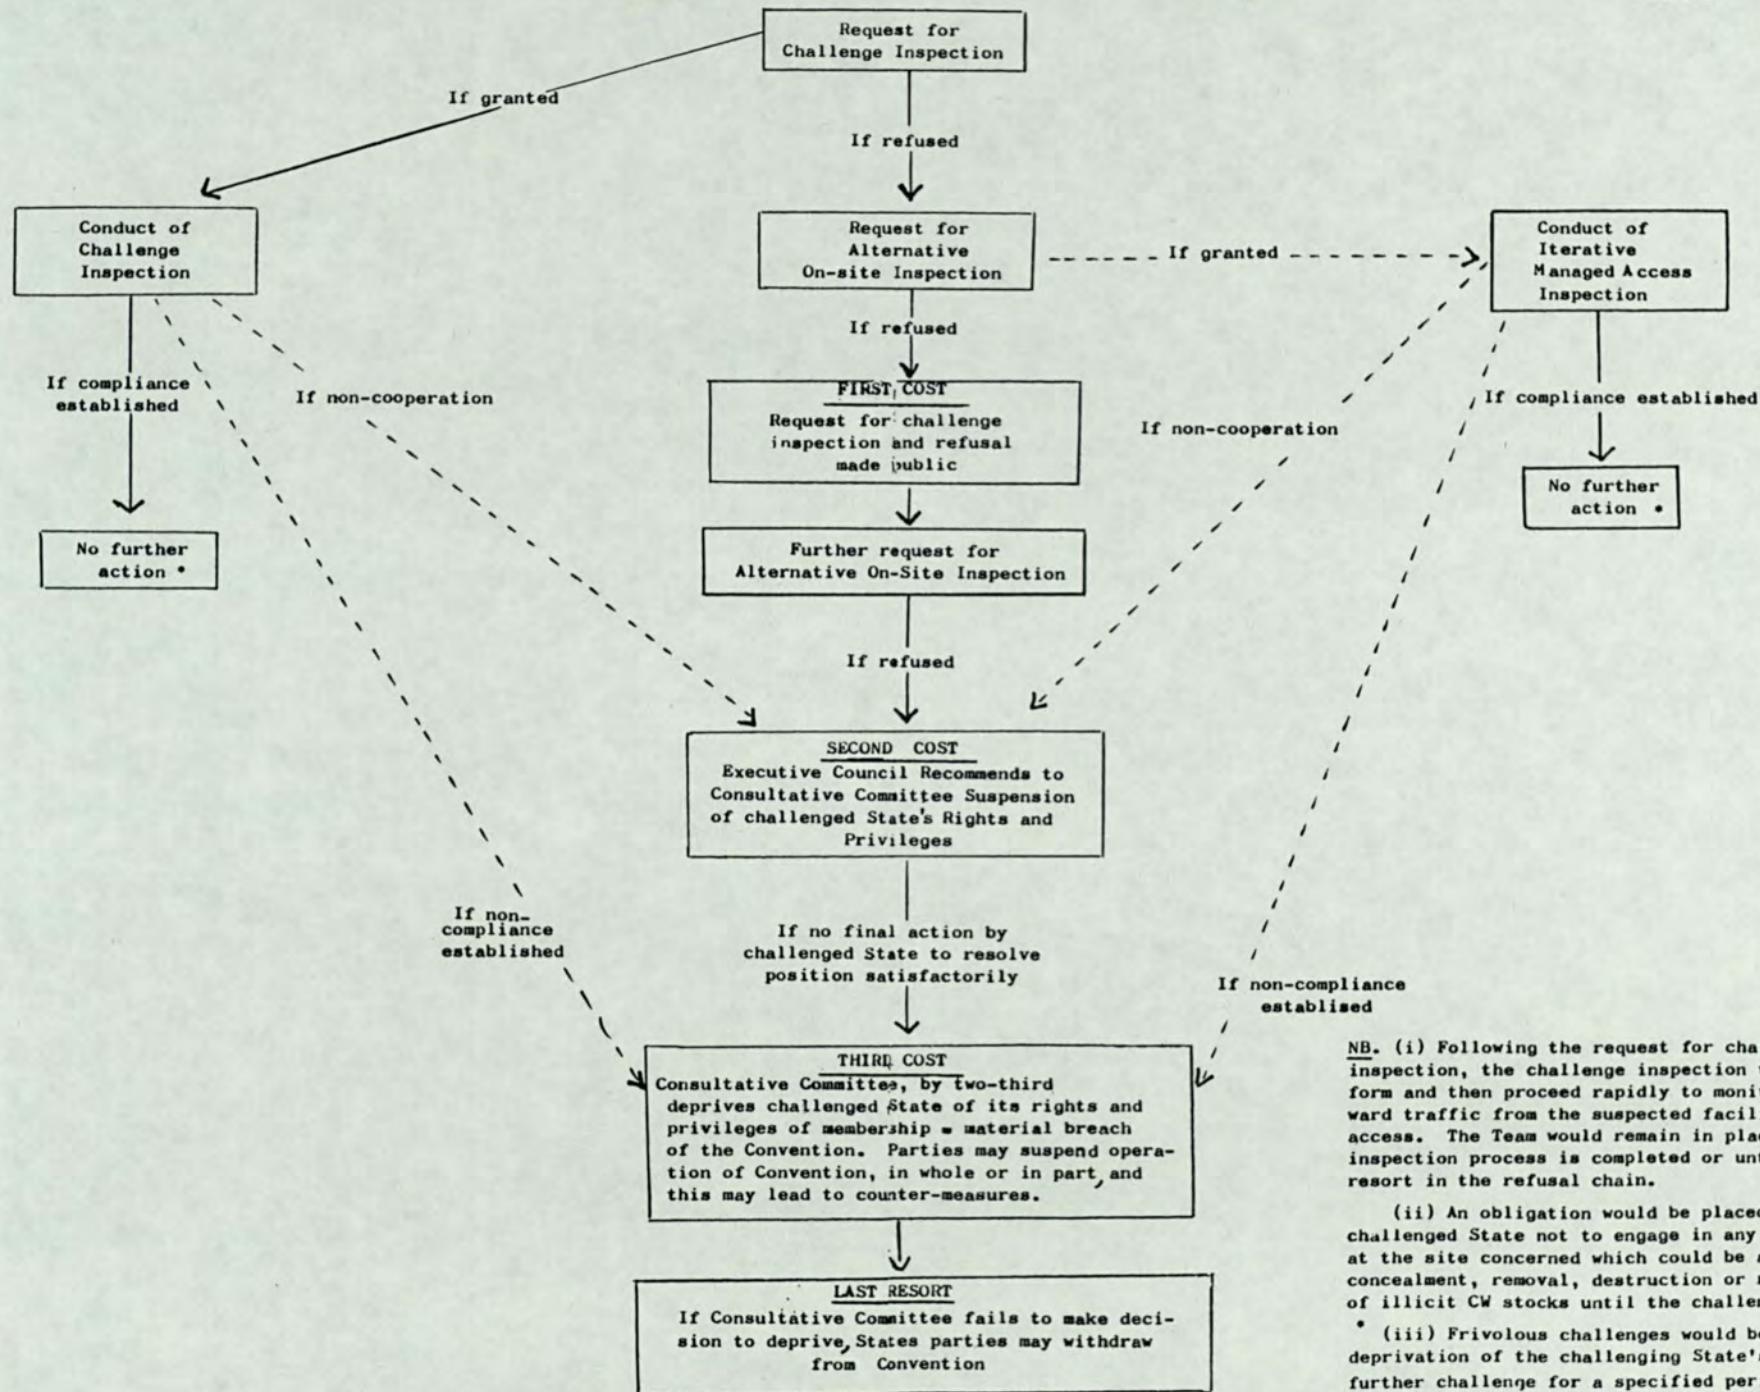 Request for
Challenge Inspection
If granted
If refused
Conduct of
Challenge
Inspection
Request for
Alternative
On-site Inspection
If granted
Conduct of
Iterative
Managed Access
Inspection
If refused
If compliance
established
If non-cooperation
FIRST COST
Request for challenge
inspection and refusal
made public
If non-cooperation
If compliance established
No further
action •
No further
action •
Further request for
Alternative On-Site Inspection
If refused
SECOND COST
Executive Council Recommends to
Consultative Committee Suspension
of challenged State's Rights and
Privileges
If non-
compliance
established
If no final action by
challenged State to resolve
position satisfactorily
If non-compliance
establised
THIRD COST
Consultative Committee, by two-third
deprives challenged State of its rights and
privileges of membership = material breach
of the Convention. Parties may suspend opera-
tion of Convention, in whole or in part, and
this may lead to counter-measures.
LAST RESORT
If Consultative Committee fails to make deci-
sion to deprive, States parties may withdraw
from Convention
NB. (i) Following the request for
inspection, the challenge inspection
form and then proceed rapidly to
ward traffic from the suspected
access. The Team would remain in
inspection process is completed or
resort in the refusal chain.
(ii) An obligation would be
challenged State not to engage in any
at the site concerned which could be
concealment, removal, destruction or
of illicit CW stocks until the
• (iii) Frivolous challenges would
deprivation of the challenging State's
further challenge for a specified